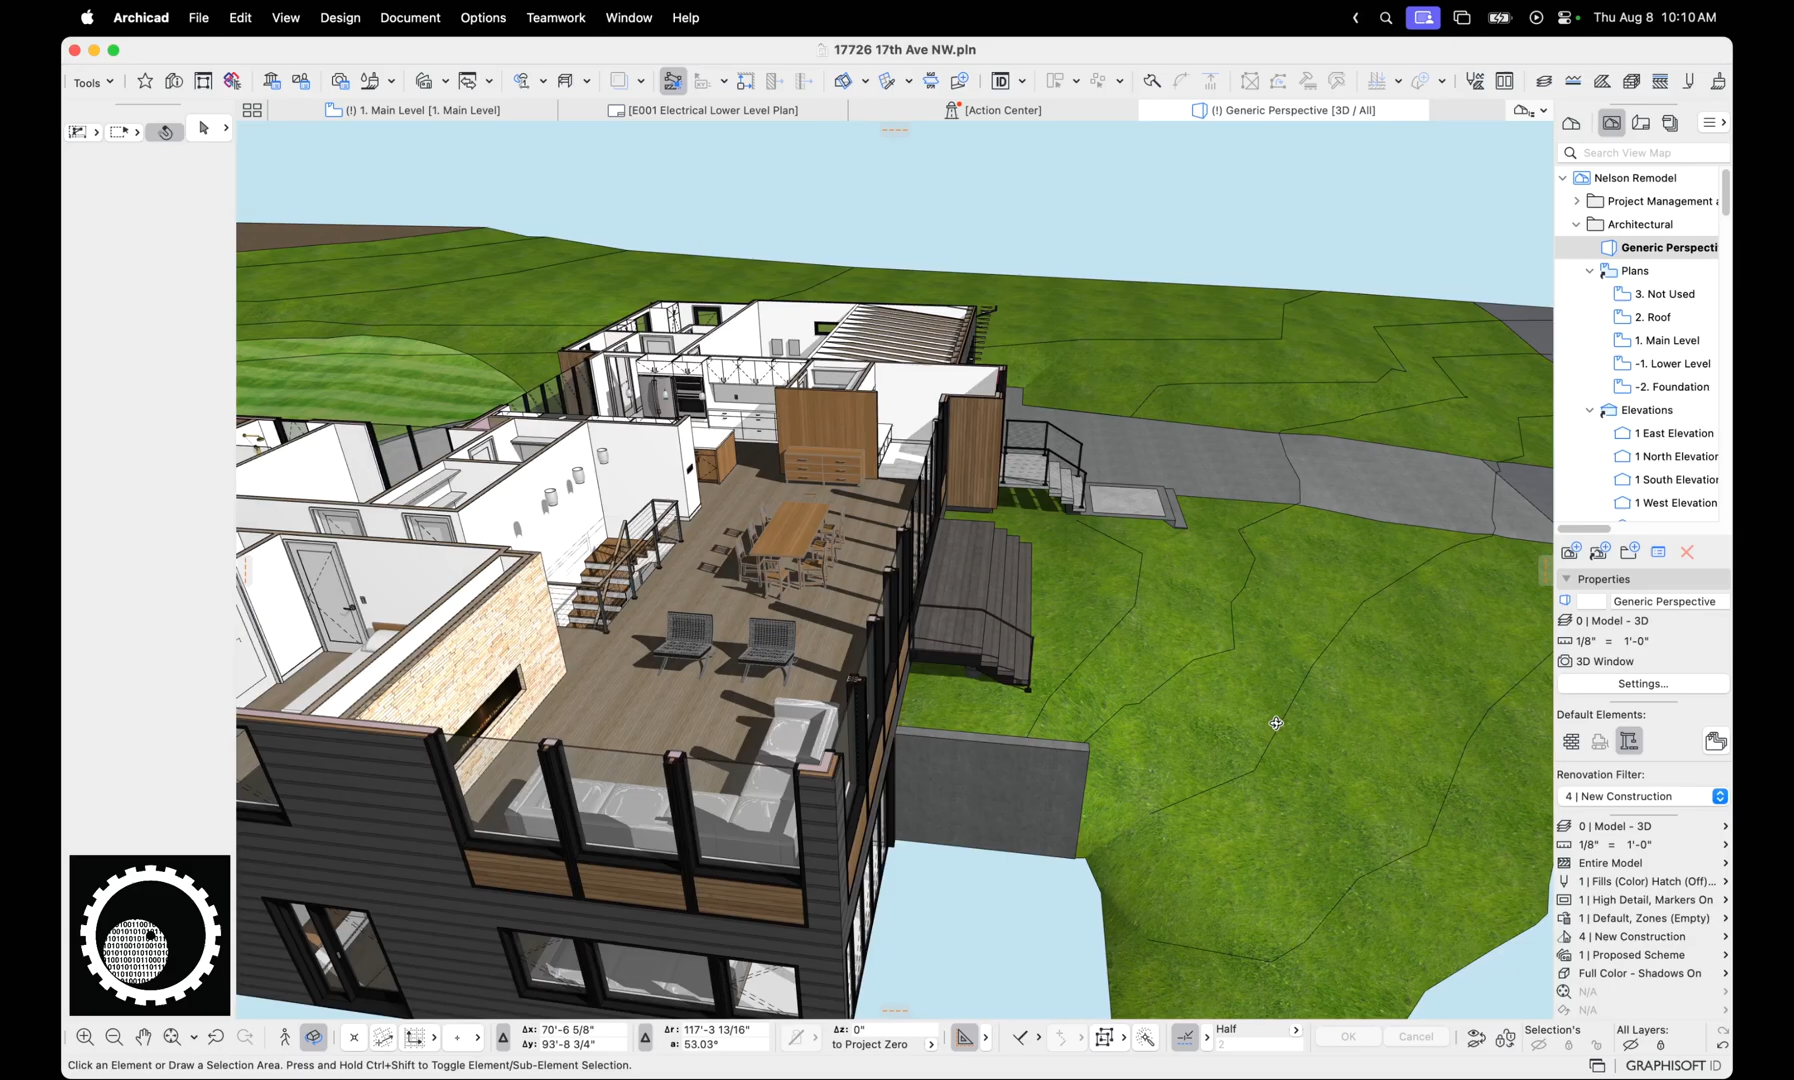 Archicad File Edit View Design Document Options Teamwork Window Help
Thu Aug 8 10:10 AM
17726 17th Ave NW.pln
Tools
(!) 1. Main Level [1. Main Level]
[E001 Electrical Lower Level Plan]
[Action Center]
(!) Generic Perspective [3D / All]
Search View Map
Nelson Remodel
Project Management a
Architectural
Generic Perspecti
Plans
3. Not Used
2. Roof
1. Main Level
-1. Lower Level
-2. Foundation
Elevations
1 East Elevation
1 North Elevation
1 South Elevation
1 West Elevation
Properties
Generic Perspective
0 | Model - 3D
1/8" = 1'-0"
3D Window
Settings...
Default Elements:
Renovation Filter:
4 | New Construction
0 | Model - 3D
1/8" = 1'-0"
Entire Model
1 | Fills (Color) Hatch (Off)...
1 | High Detail, Markers On
1 | Default, Zones (Empty)
4 | New Construction
1 | Proposed Scheme
Full Color - Shadows On
N/A
N/A
Δx: 70'-6 5/8"
Δy: 93'-8 3/4"
Δr: 117'-3 13/16"
a: 53.03°
Δz: 0"
to Project Zero
Half
2
OK
Cancel
Selection's
All Layers:
Click an Element or Draw a Selection Area. Press and Hold Ctrl+Shift to Toggle Element/Sub-Element Selection.
GRAPHISOFT ID